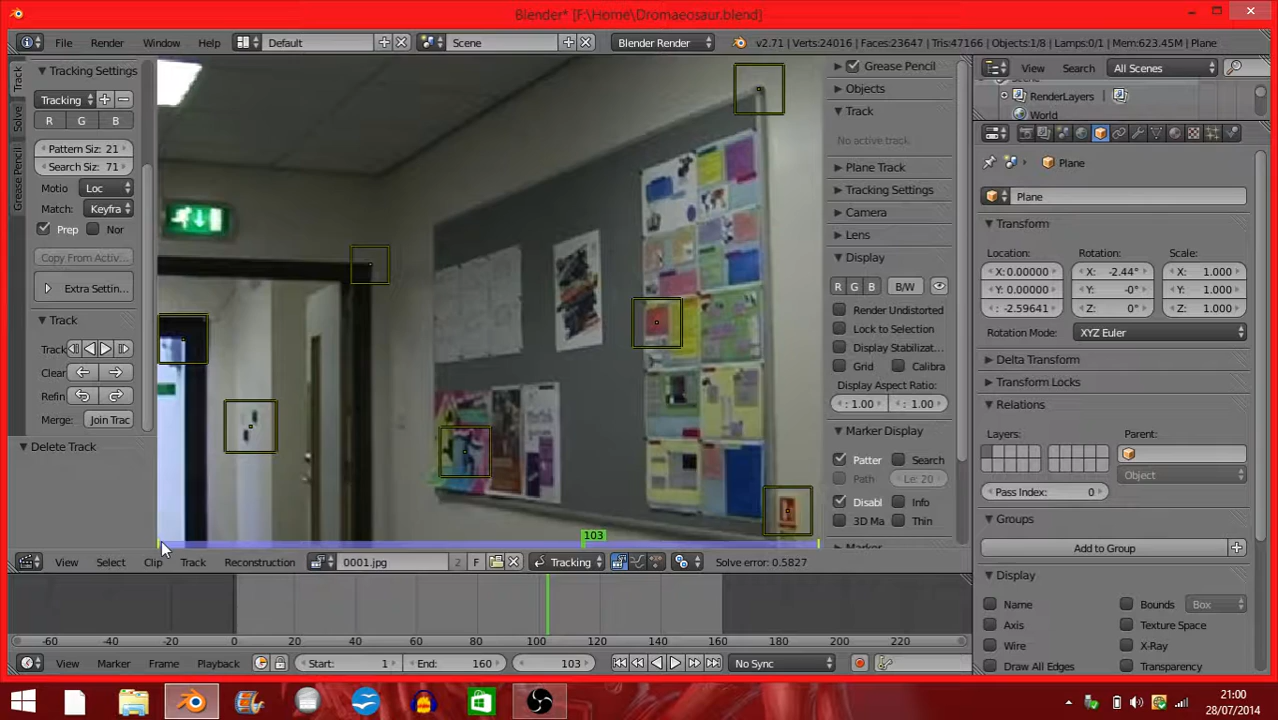 Blender* [F:\Home\Dromaeosaur.blend]
File Render Window Help Default Scene Blender Render v2.71 | Verts:24016 | Faces:23647 | Tris:47166 | Objects:1/8 | Lamps:0/1 | Mem:623.45M | Plane
Track
Solve
Grease Pencil
Tracking Settings
Tracking
R G B
Pattern Siz: 21
Search Siz: 71
Motio Loc
Match: Keyfra
Prep Nor
Copy From Activ...
Extra Settin...
Track
Track
Clear
Refin
Merge: Join Trac
Delete Track
103
Grease Pencil
Objects
Track
No active track
Plane Track
Tracking Settings
Camera
Lens
Display
R G B B/W
Render Undistorted
Lock to Selection
Display Stabilizat...
Grid Calibra
Display Aspect Ratio:
: 1.00 : 1.00
Marker Display
Patter Search
Path Le: 20
Disabl Info
3D Ma Thin
Marker
View Select Clip Track Reconstruction 0001.jpg 2 F Tracking Solve error: 0.5827
-60 -40 -20 0 20 40 60 80 100 120 140 160 180 200 220
View Marker Frame Playback Start: 1 End: 160 103 No Sync
View Search All Scenes
Scene
RenderLayers
World
Plane
Plane
Transform
Location: Rotation: Scale:
X: 0.00000 X: -2.44° X: 1.000
Y: 0.00000 Y: -0° Y: 1.000
: -2.59641 Z: 0° Z: 1.000
Rotation Mode: XYZ Euler
Delta Transform
Transform Locks
Relations
Layers: Parent:
Object
Pass Index: 0
Groups
Add to Group
Display
Name Bounds Box
Axis Texture Space
Wire X-Ray
Draw All Edges Transparency
21:00
28/07/2014